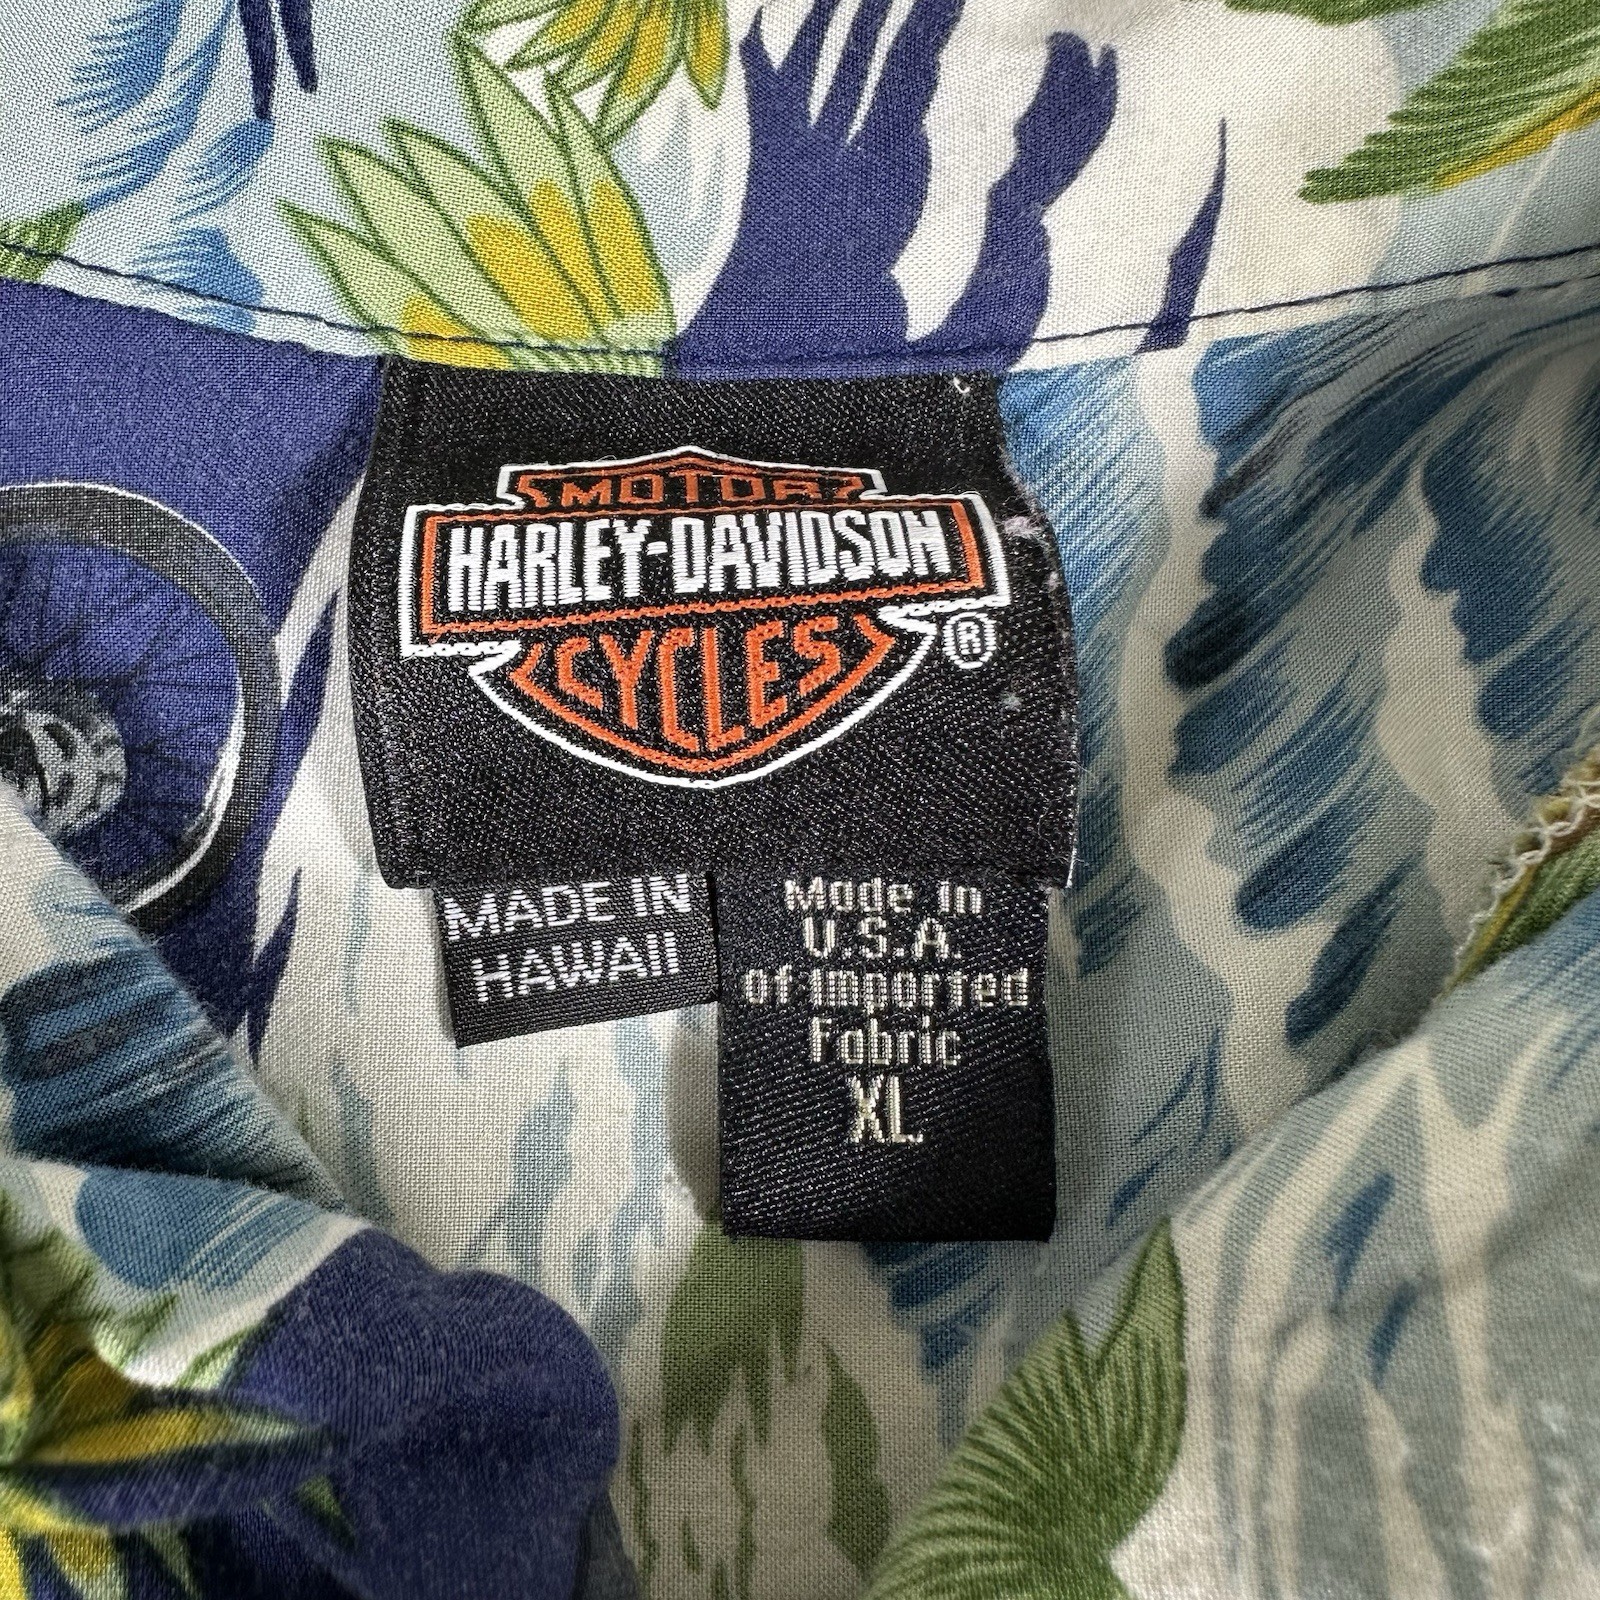 MOTOR
HARLEY-DAVIDSON
CYCLES
®
MADE IN
HAWAII
Made in
U.S.A.
of imported
Fabric
XL